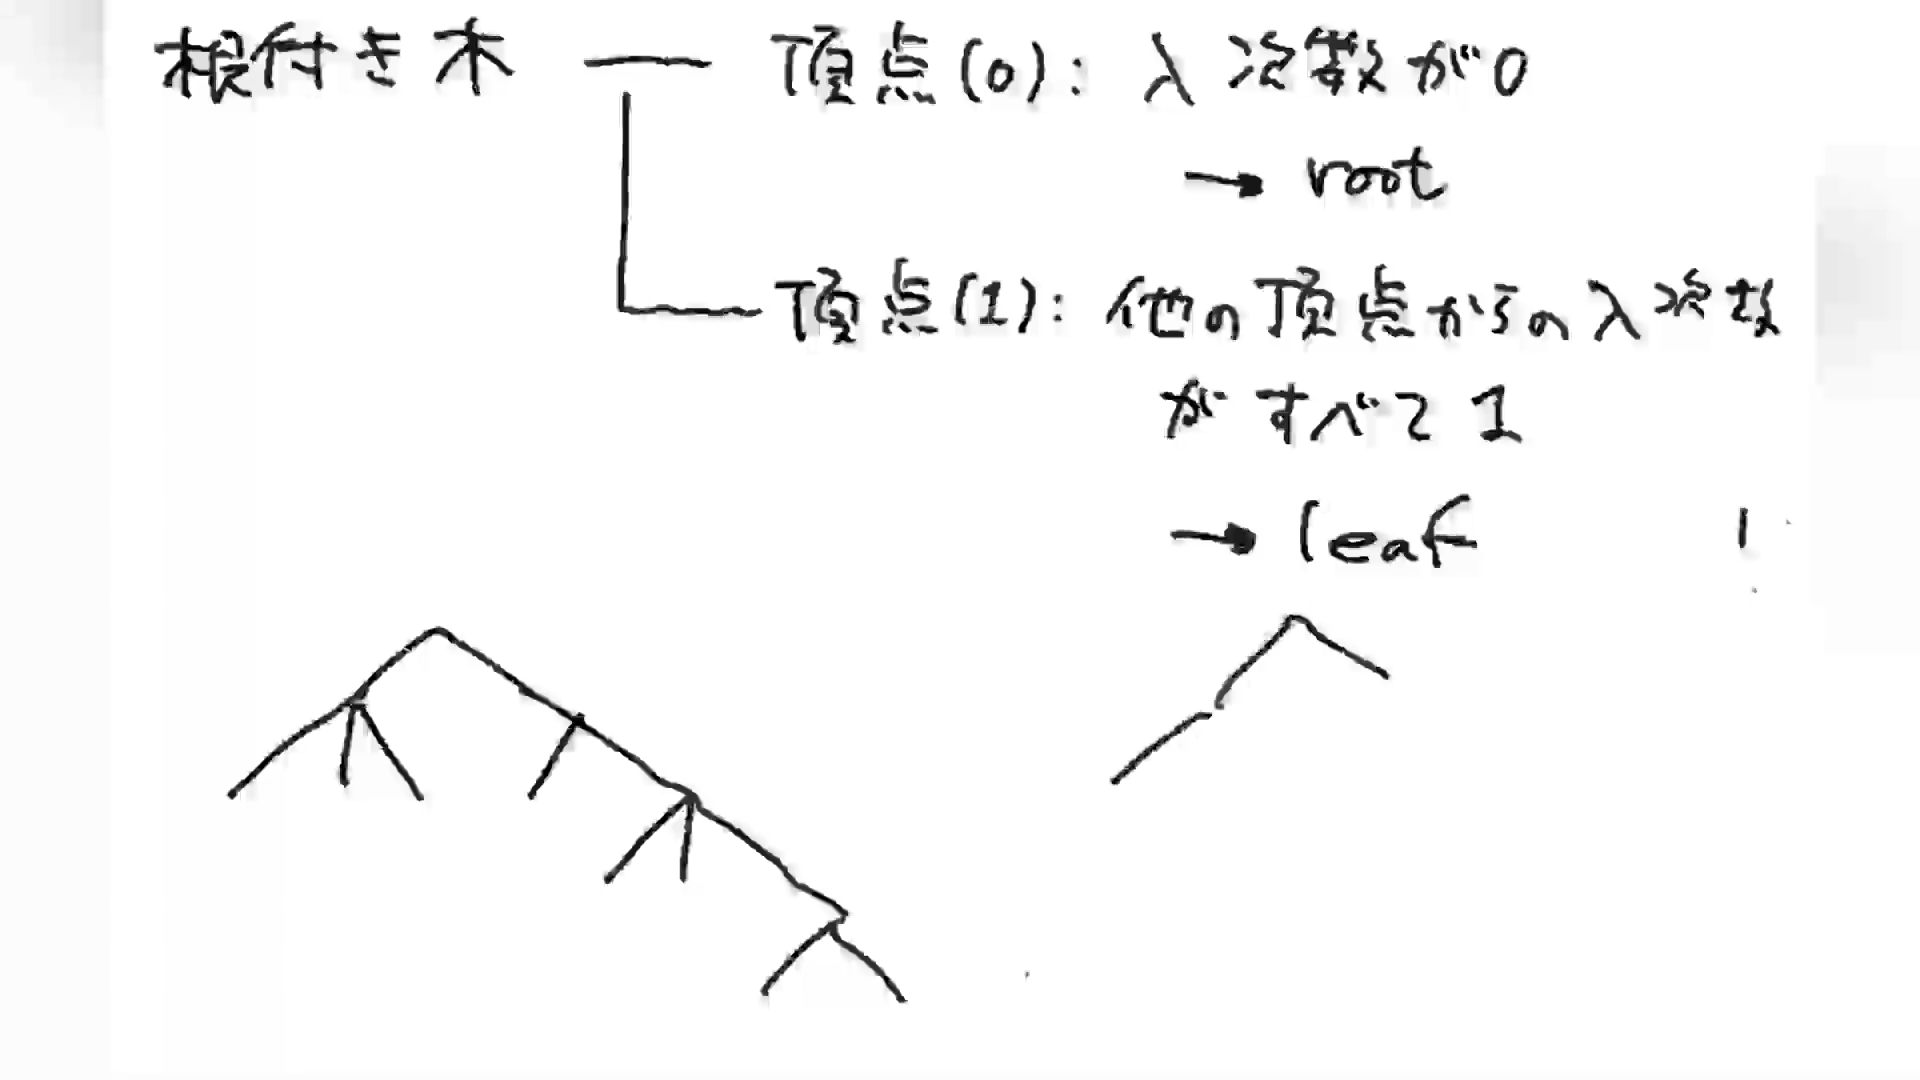 根付き木 — 頂点(0): 入次数が0
→ root
頂点(1): 他の頂点からの入次数
がすべて1
→ leaf